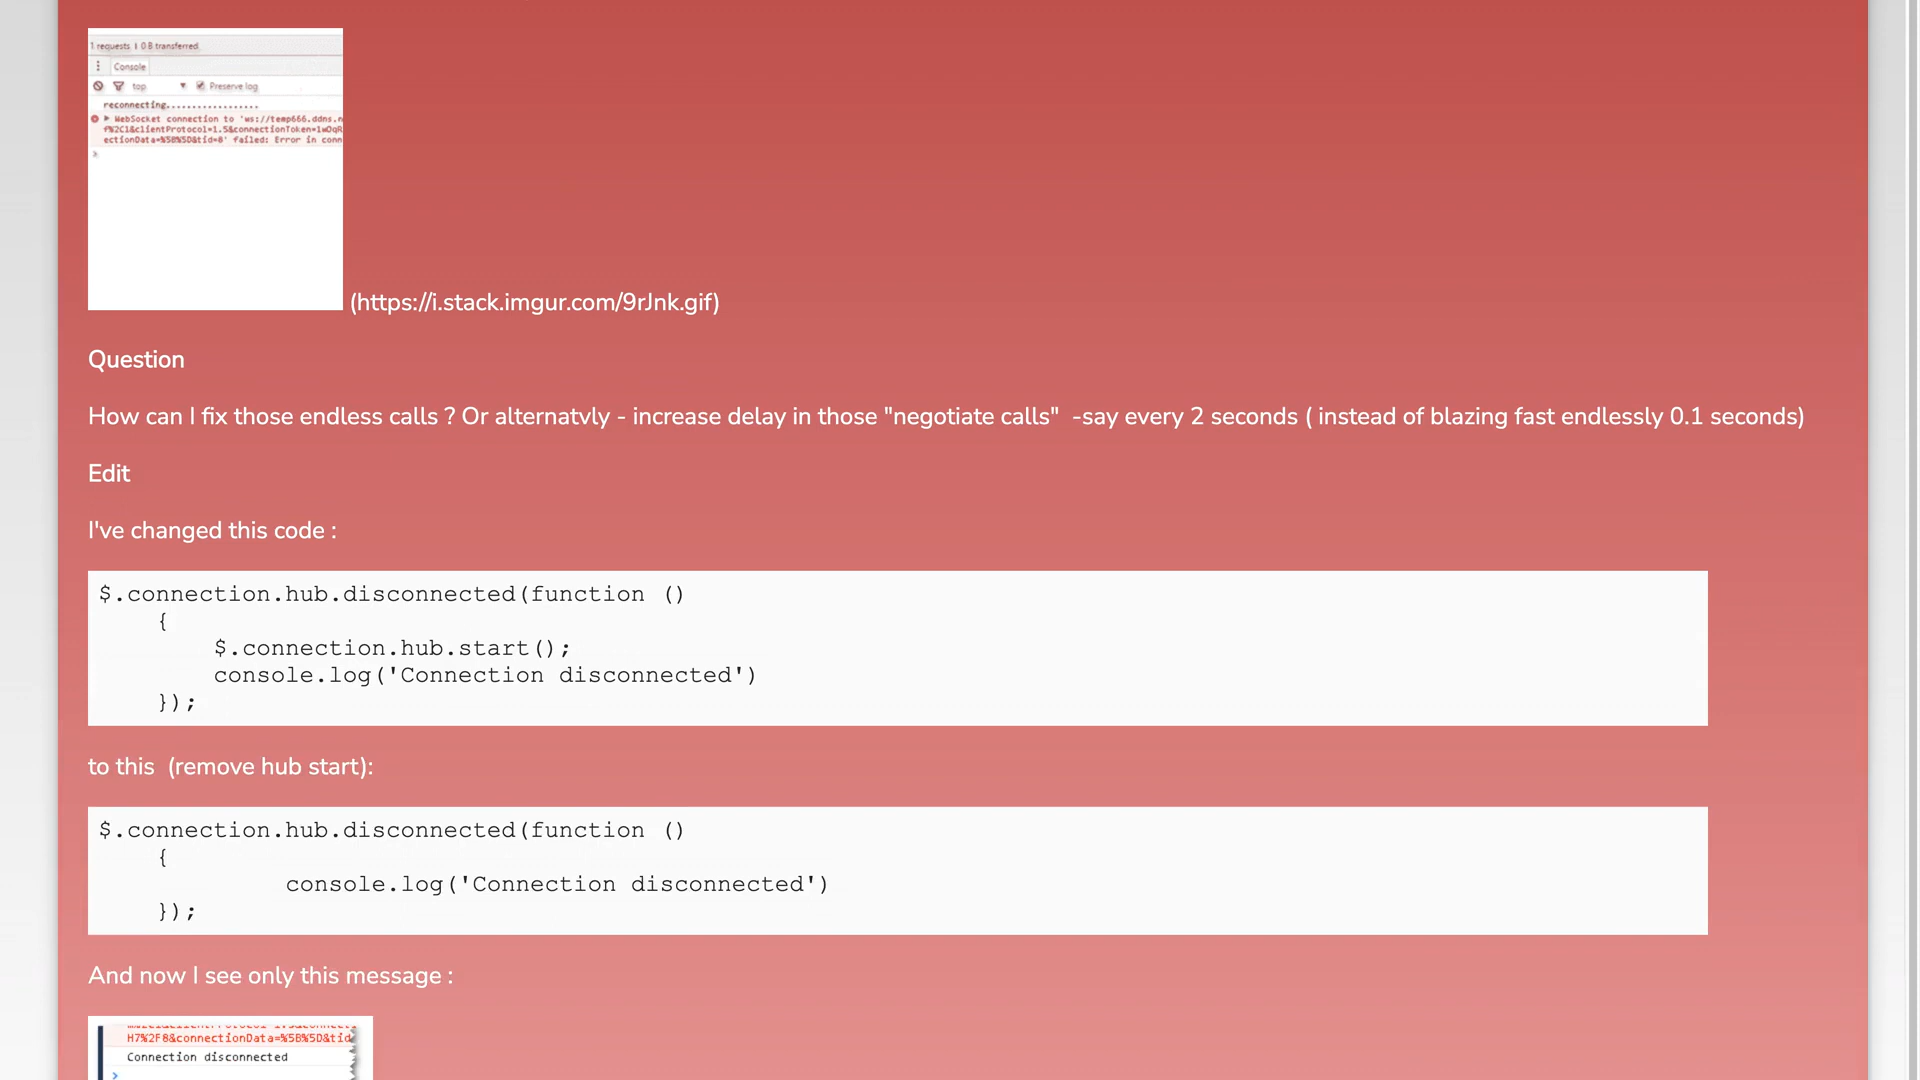 1 requests | 0 B transferred
Console
top Preserve log
reconnecting..................
WebSocket connection to 'ws://temp666.ddns.n
f%2Cl&clientProtocol=1.5&connectionToken=1wOqR
ectionData=%5B%5D&tid=8' failed: Error in conn
(https://i.stack.imgur.com/9rJnk.gif)
Question
How can I fix those endless calls ? Or alternatvly - increase delay in those "negotiate calls"  -say every 2 seconds ( instead of blazing fast endlessly 0.1 seconds)
Edit
I've changed this code :
$.connection.hub.disconnected(function ()
{
$.connection.hub.start();
console.log('Connection disconnected')
});
to this  (remove hub start):
$.connection.hub.disconnected(function ()
{
console.log('Connection disconnected')
});
And now I see only this message :
H7%2F8&connectionData=%5B%5D&tid
Connection disconnected